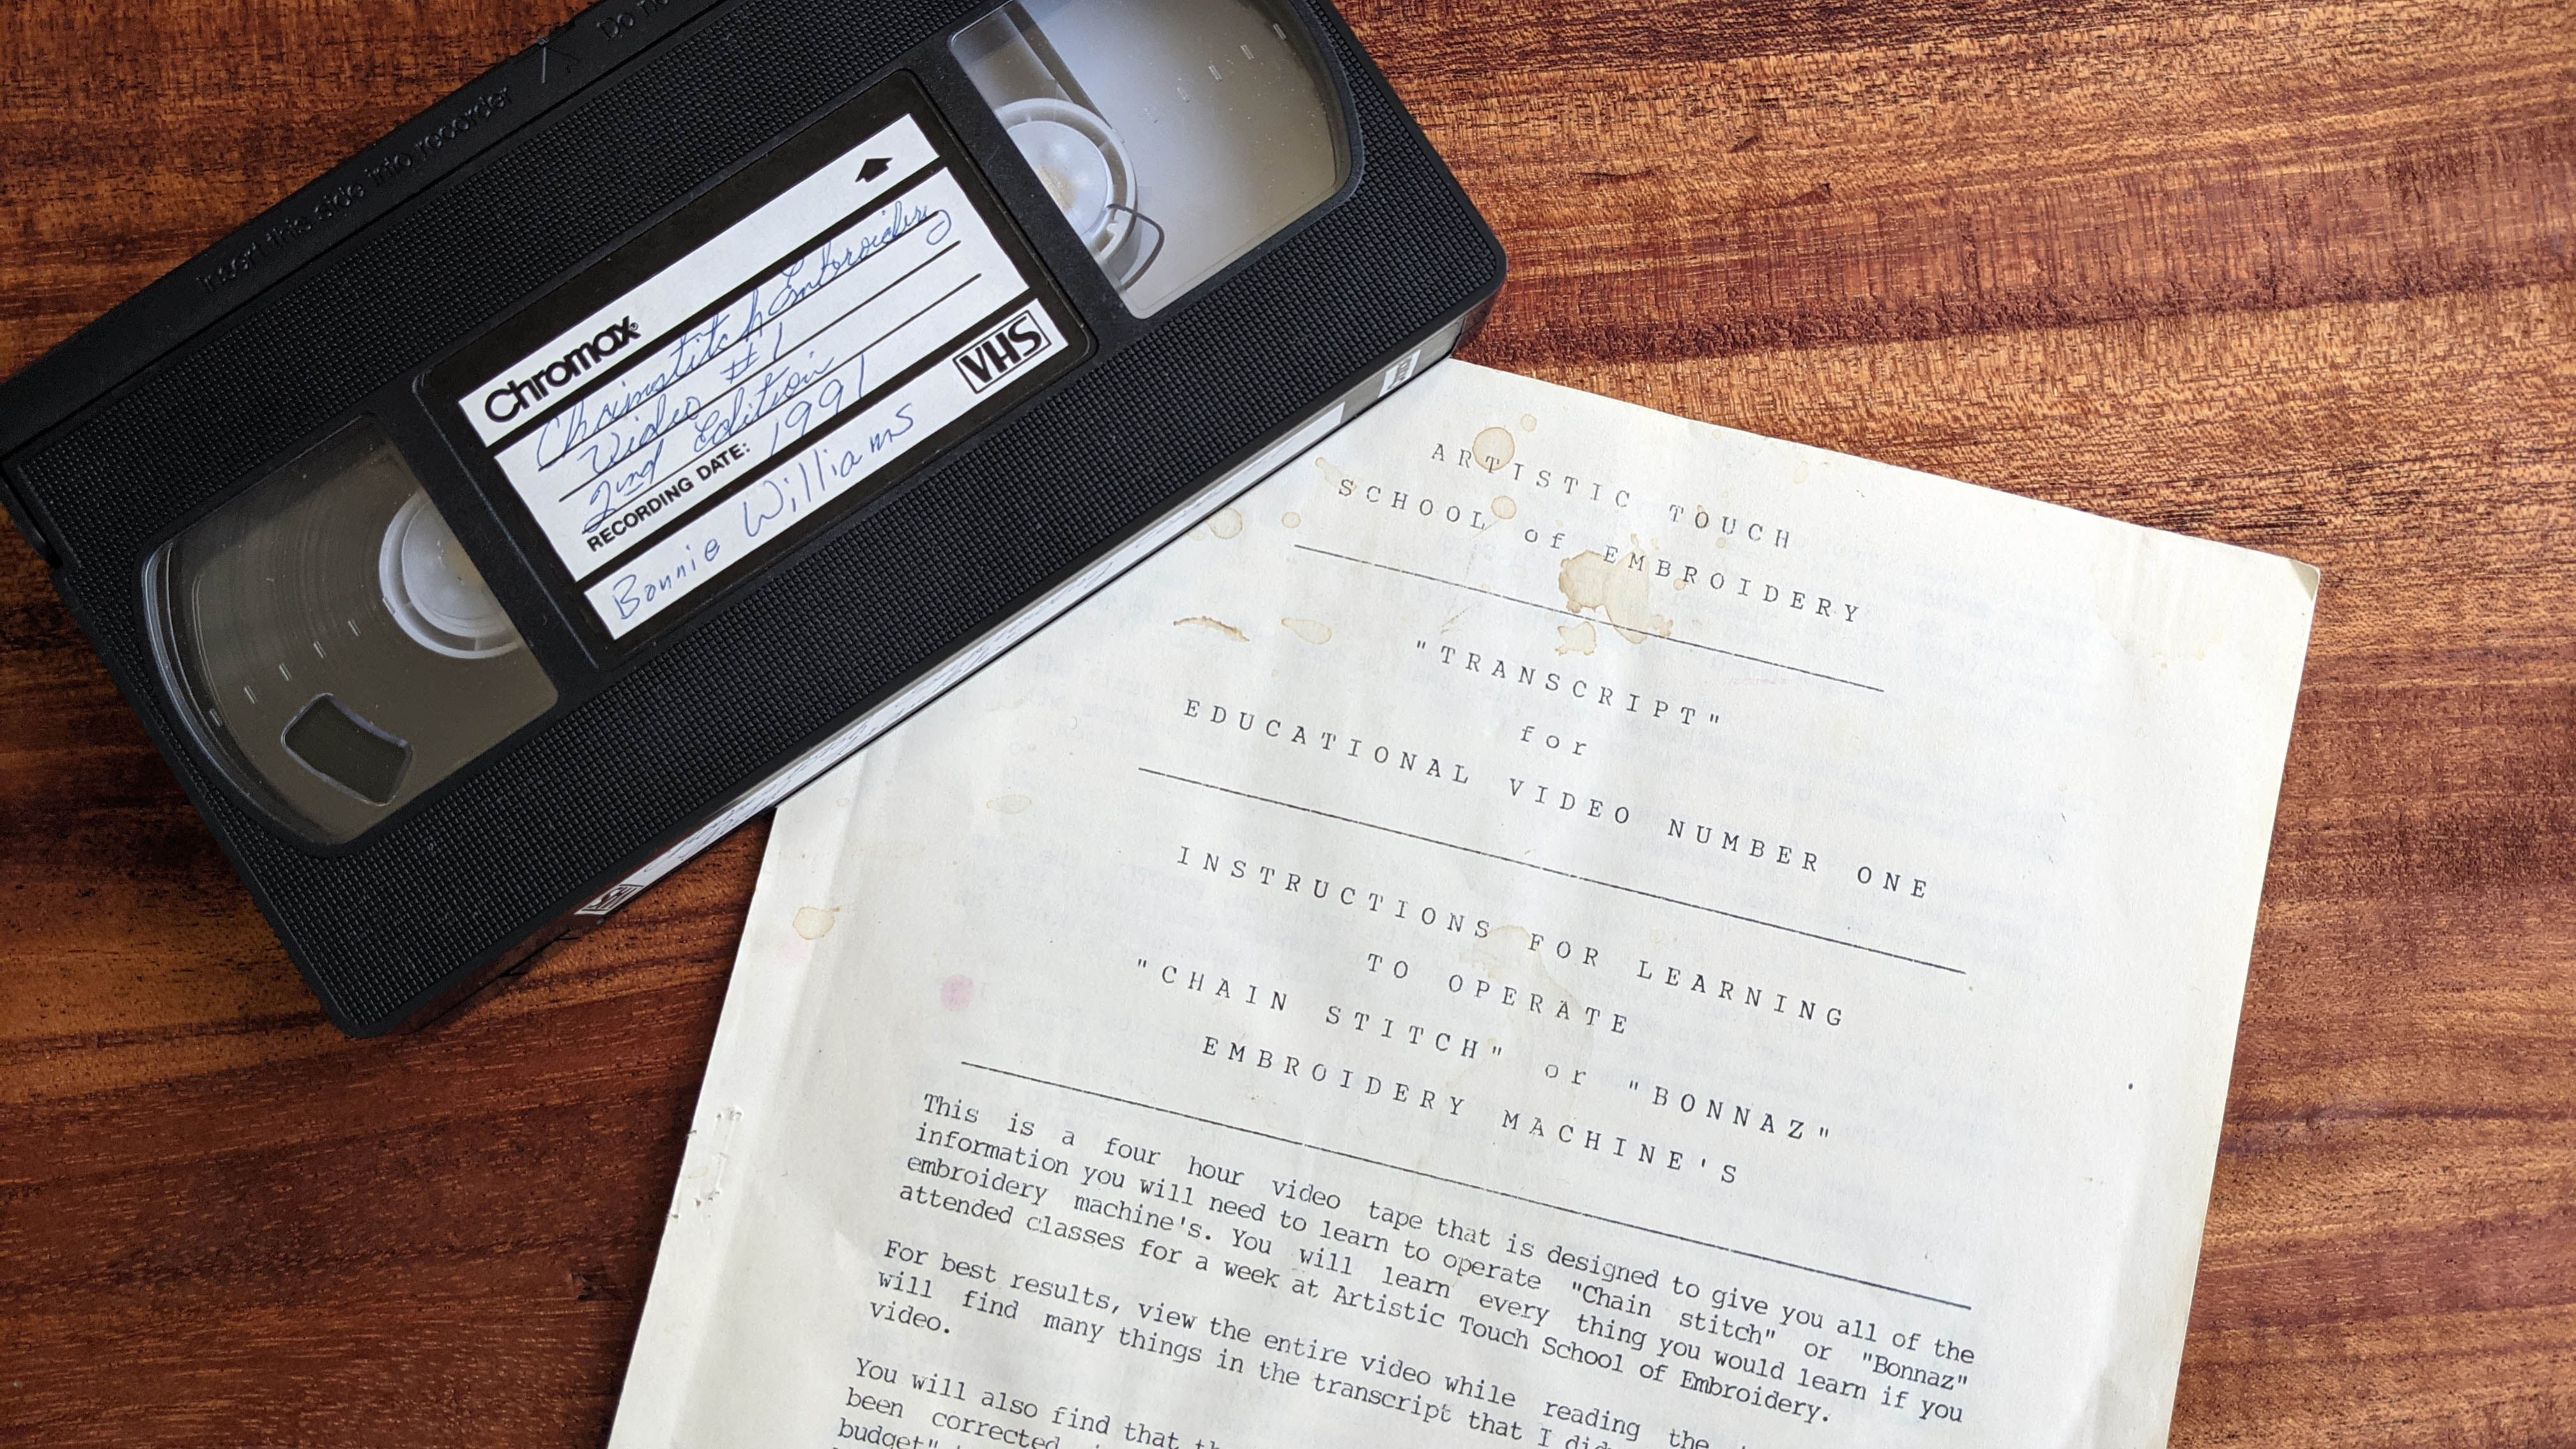 Insert this side into recorder
Do no
Chromax
Chainstitch Embroidery
Video #1
2nd Edition
RECORDING DATE: 1991
VHS
Bonnie Williams
ARTISTIC TOUCH
SCHOOL of EMBROIDERY
"TRANSCRIPT"
for
EDUCATIONAL VIDEO NUMBER ONE
INSTRUCTIONS FOR LEARNING
TO OPERATE
"CHAIN STITCH" or "BONNAZ"
EMBROIDERY MACHINE'S
This is a four hour video tape that is designed to give you all of the
information you will need to learn to operate "Chain stitch" or "Bonnaz"
embroidery machine's. You will learn every thing you would learn if you
attended classes for a week at Artistic Touch School of Embroidery.
For best results, view the entire video while reading the
will find many things in the transcript that I did
video.
You will also find that th
been corrected
budget"